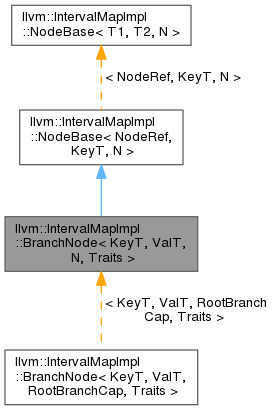 llvm::IntervalMapImpl
::NodeBase< T1, T2, N >
< NodeRef, KeyT, N >
llvm::IntervalMapImpl
::NodeBase< NodeRef,
KeyT, N >
llvm::IntervalMapImpl
::BranchNode< KeyT, ValT,
N, Traits >
< KeyT, ValT, RootBranch
Cap, Traits >
llvm::IntervalMapImpl
::BranchNode< KeyT, ValT,
RootBranchCap, Traits >